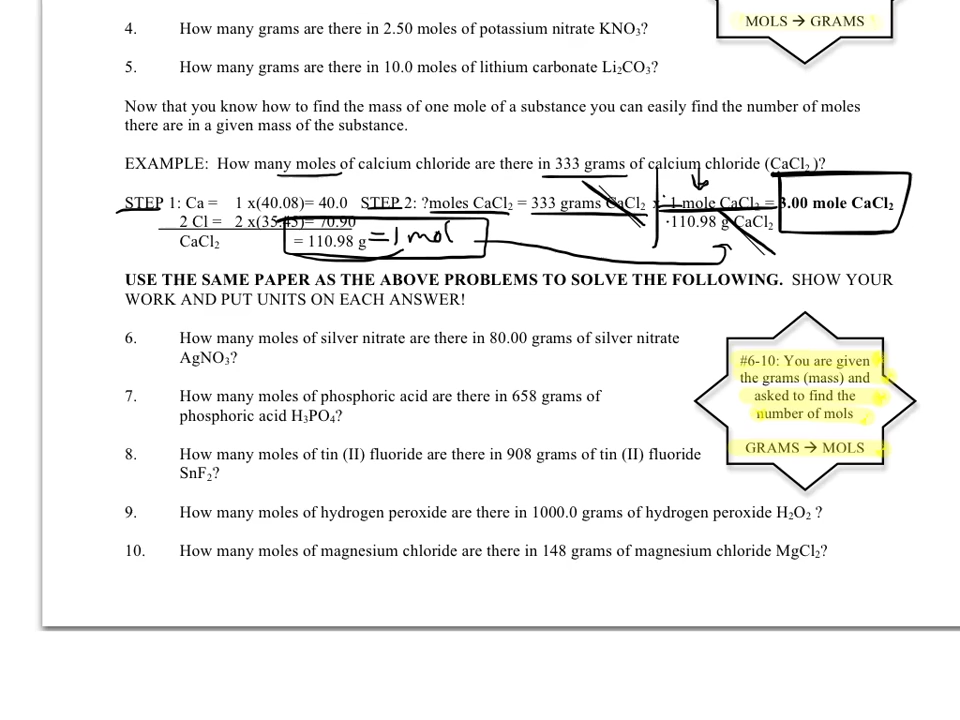 MOLS → GRAMS
4. How many grams are there in 2.50 moles of potassium nitrate KNO₃?
5. How many grams are there in 10.0 moles of lithium carbonate Li₂CO₃?
Now that you know how to find the mass of one mole of a substance you can easily find the number of moles
there are in a given mass of the substance.
EXAMPLE: How many moles of calcium chloride are there in 333 grams of calcium chloride (CaCl₂ )?
STEP 1: Ca = 1 x(40.08)= 40.0 STEP 2: ?moles CaCl₂ = 333 grams CaCl₂ x 1 mole CaCl₂ = 3.00 mole CaCl₂
2 Cl = 2 x(35.45)= 70.90 110.98 g CaCl₂
CaCl₂ = 110.98 g = 1 mol
USE THE SAME PAPER AS THE ABOVE PROBLEMS TO SOLVE THE FOLLOWING. SHOW YOUR
WORK AND PUT UNITS ON EACH ANSWER!
6. How many moles of silver nitrate are there in 80.00 grams of silver nitrate
AgNO₃?
7. How many moles of phosphoric acid are there in 658 grams of
phosphoric acid H₃PO₄?
8. How many moles of tin (II) fluoride are there in 908 grams of tin (II) fluoride
SnF₂?
#6-10: You are given
the grams (mass) and
asked to find the
number of mols
GRAMS → MOLS
9. How many moles of hydrogen peroxide are there in 1000.0 grams of hydrogen peroxide H₂O₂ ?
10. How many moles of magnesium chloride are there in 148 grams of magnesium chloride MgCl₂?